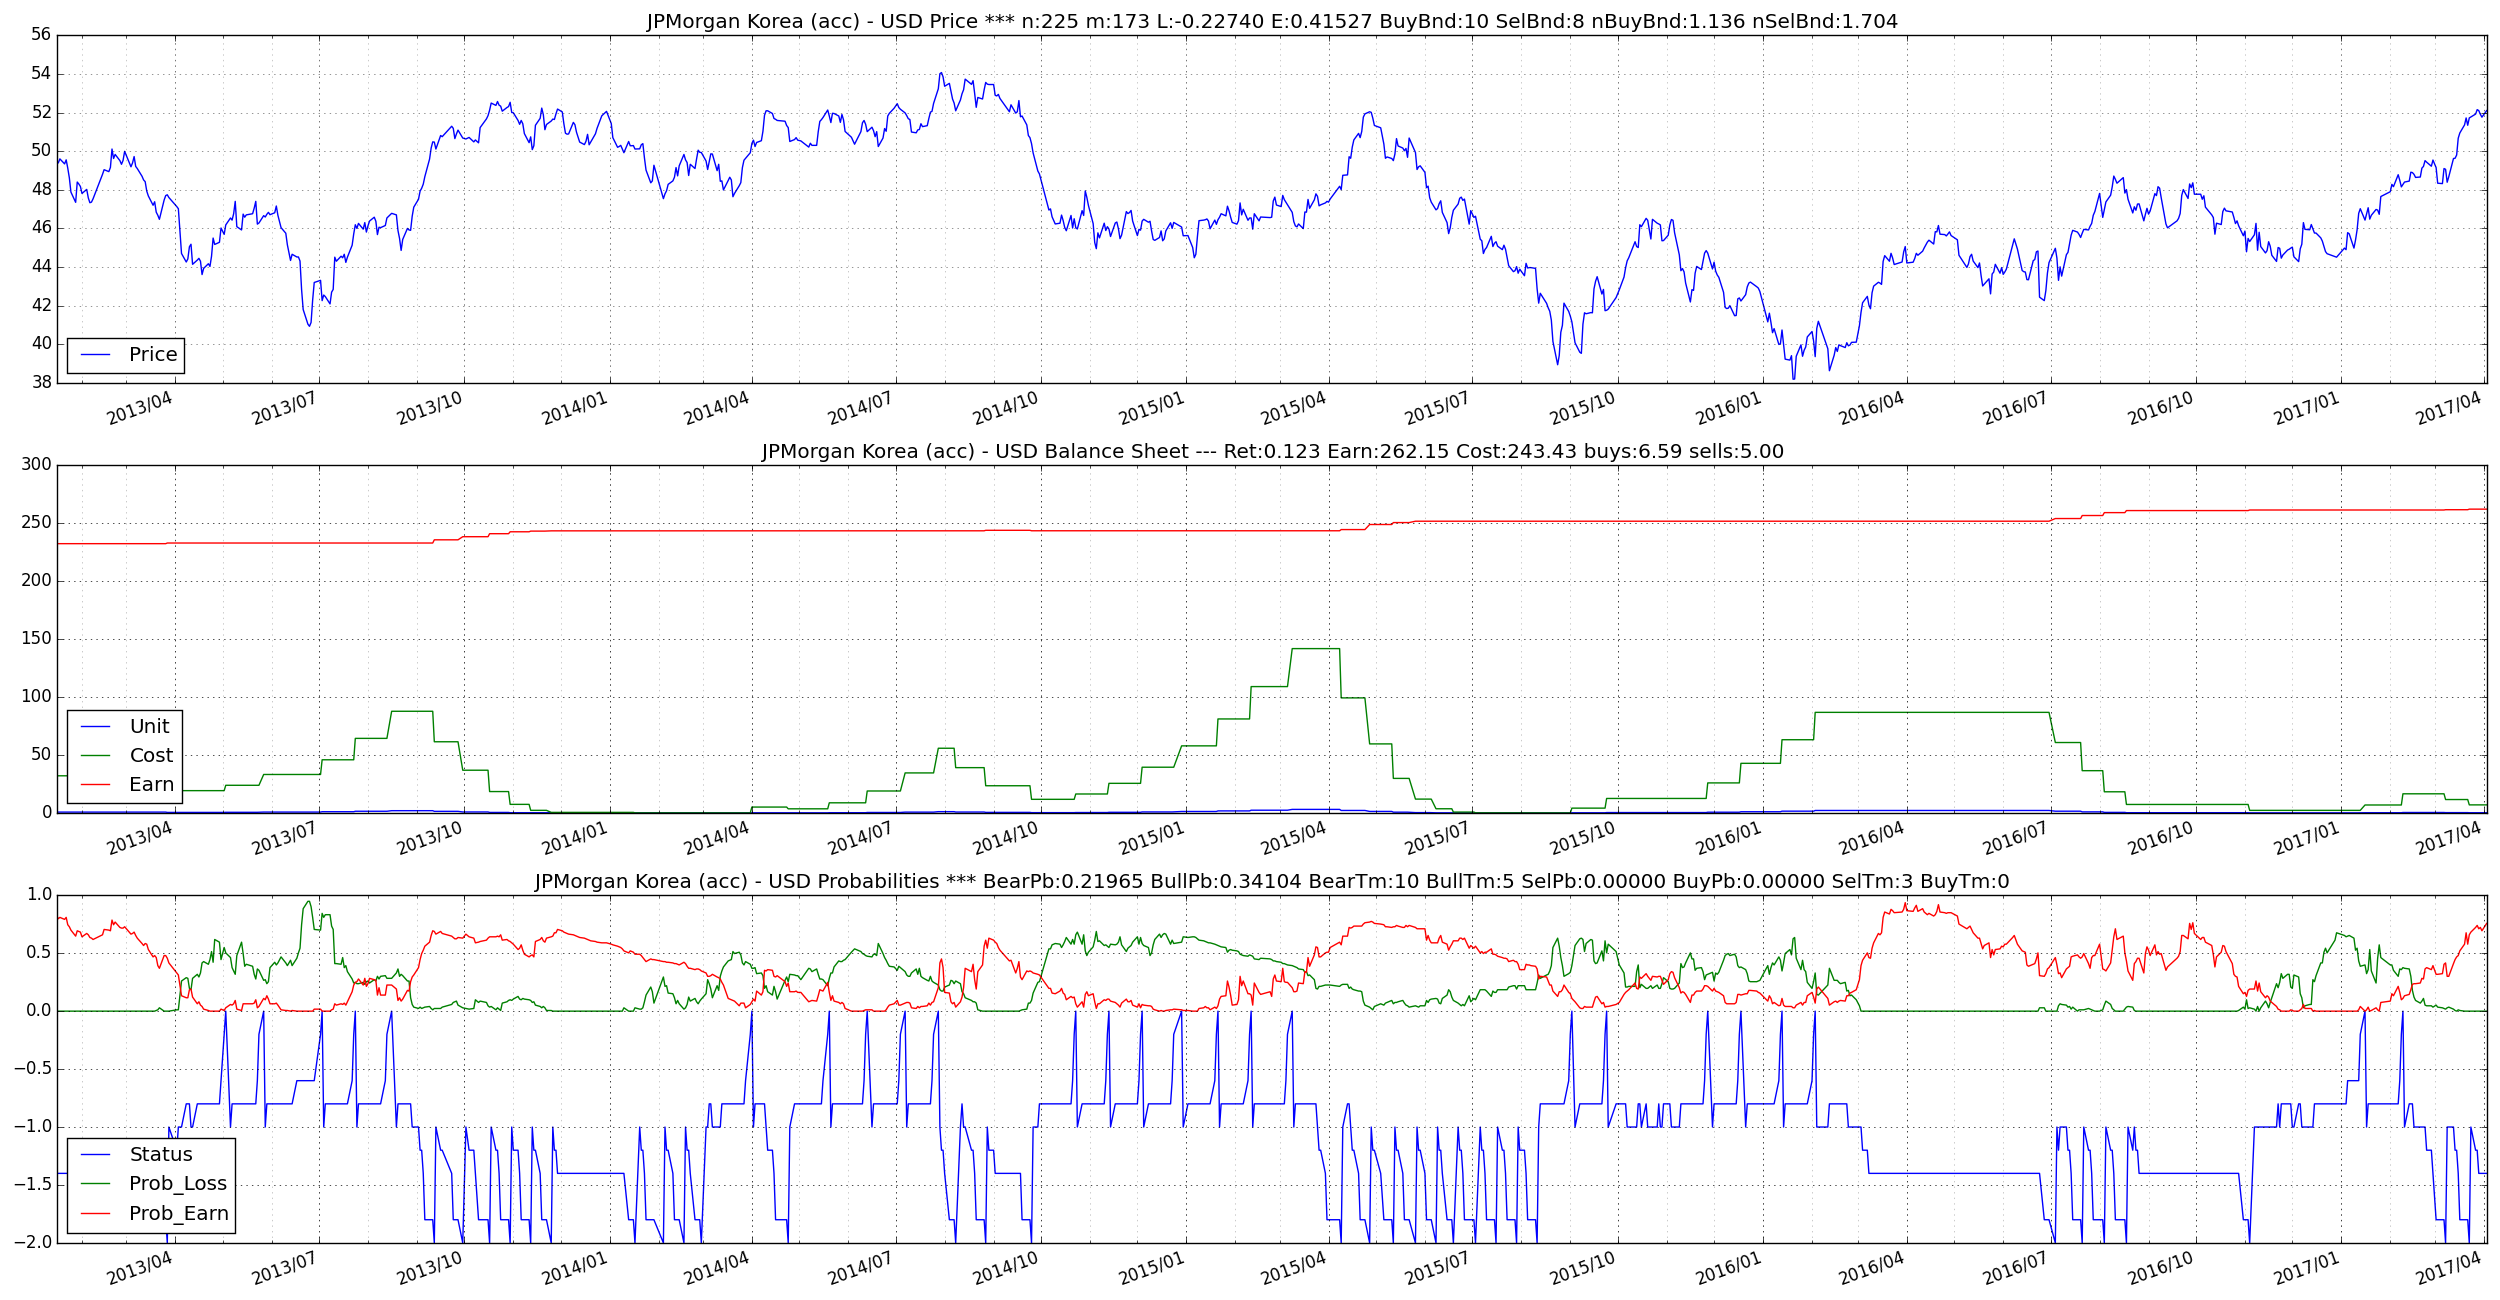 JPMorgan Korea (acc) - USD Price *** n:225 m:173 L:-0.22740 E:0.41527 BuyBnd:10 SelBnd:8 nBuyBnd:1.136 nSelBnd:1.704
56
54
52
50
48
46
44
42
40
38
Price
2013/04 2013/07 2013/10 2014/01 2014/04 2014/07 2014/10 2015/01 2015/04 2015/07 2015/10 2016/01 2016/04 2016/07 2016/10 2017/01 2017/04
JPMorgan Korea (acc) - USD Balance Sheet --- Ret:0.123 Earn:262.15 Cost:243.43 buys:6.59 sells:5.00
300
250
200
150
100
50
0
Unit
Cost
Earn
2013/04 2013/07 2013/10 2014/01 2014/04 2014/07 2014/10 2015/01 2015/04 2015/07 2015/10 2016/01 2016/04 2016/07 2016/10 2017/01 2017/04
JPMorgan Korea (acc) - USD Probabilities *** BearPb:0.21965 BullPb:0.34104 BearTm:10 BullTm:5 SelPb:0.00000 BuyPb:0.00000 SelTm:3 BuyTm:0
1.0
0.5
0.0
−0.5
−1.0
−1.5
−2.0
Status
Prob_Loss
Prob_Earn
2013/04 2013/07 2013/10 2014/01 2014/04 2014/07 2014/10 2015/01 2015/04 2015/07 2015/10 2016/01 2016/04 2016/07 2016/10 2017/01 2017/04